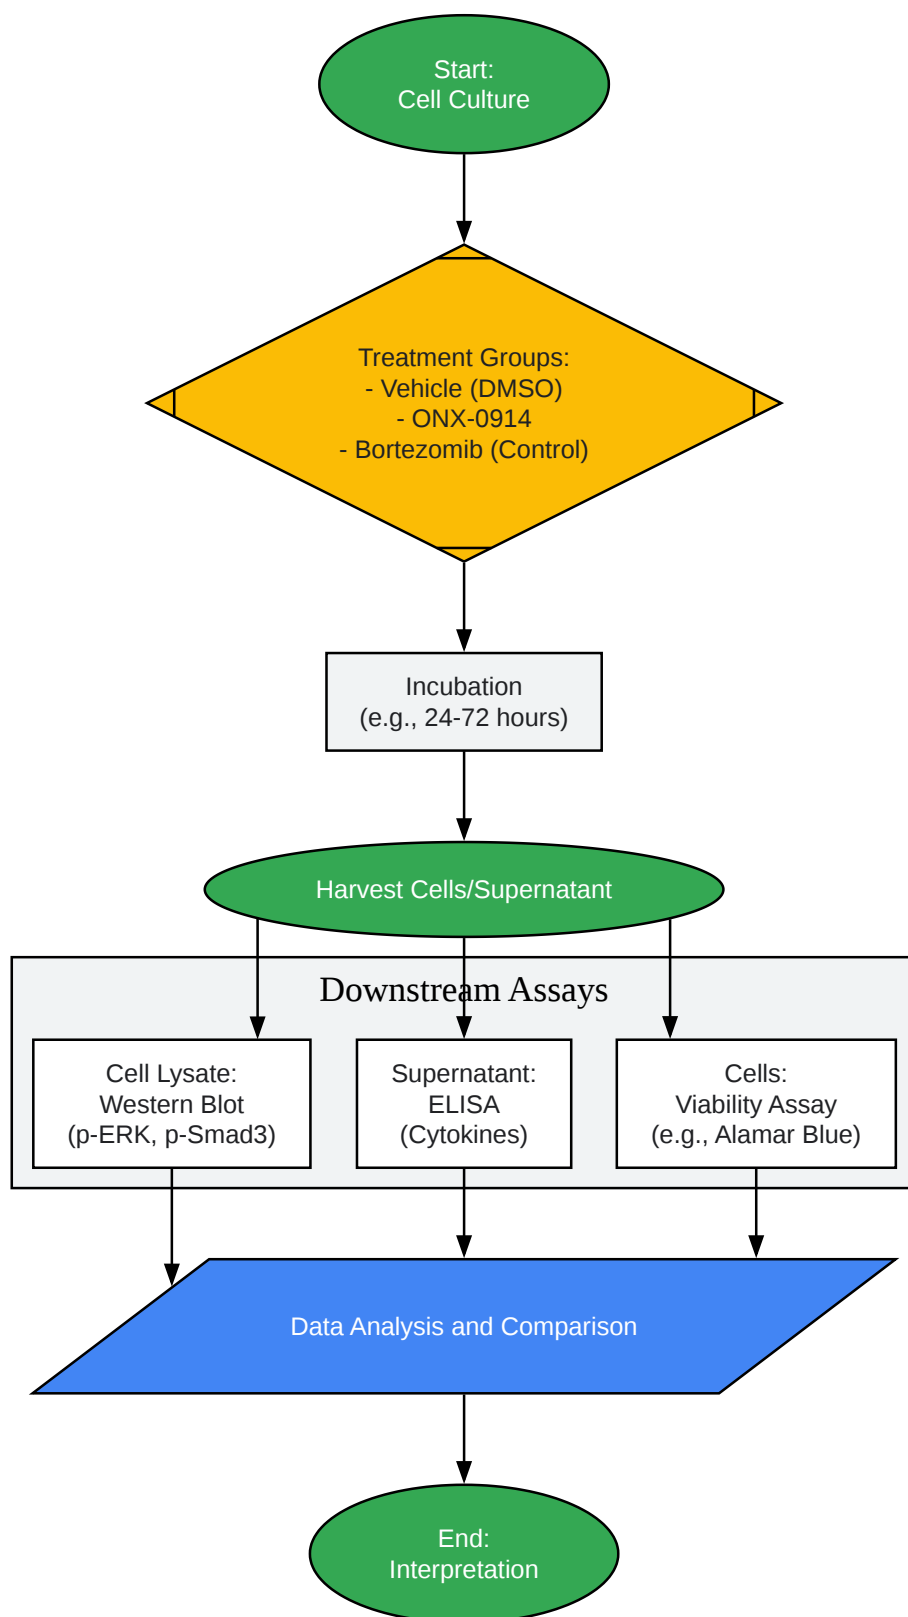 Start:
Cell Culture
Treatment Groups:
- Vehicle (DMSO)
- ONX-0914
- Bortezomib (Control)
Incubation
(e.g., 24-72 hours)
Harvest Cells/Supernatant
Downstream Assays
Cell Lysate:
Western Blot
(p-ERK, p-Smad3)
Supernatant:
ELISA
(Cytokines)
Cells:
Viability Assay
(e.g., Alamar Blue)
Data Analysis and Comparison
End:
Interpretation